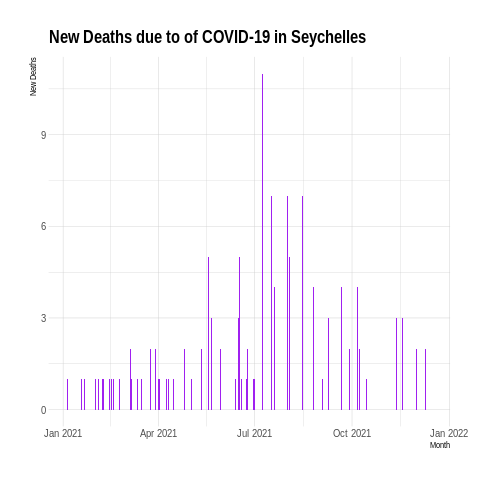 New Deaths due to of COVID-19 in Seychelles
New Deaths
9
6
3
0
Jan 2021 Apr 2021 Jul 2021 Oct 2021 Jan 2022
Month